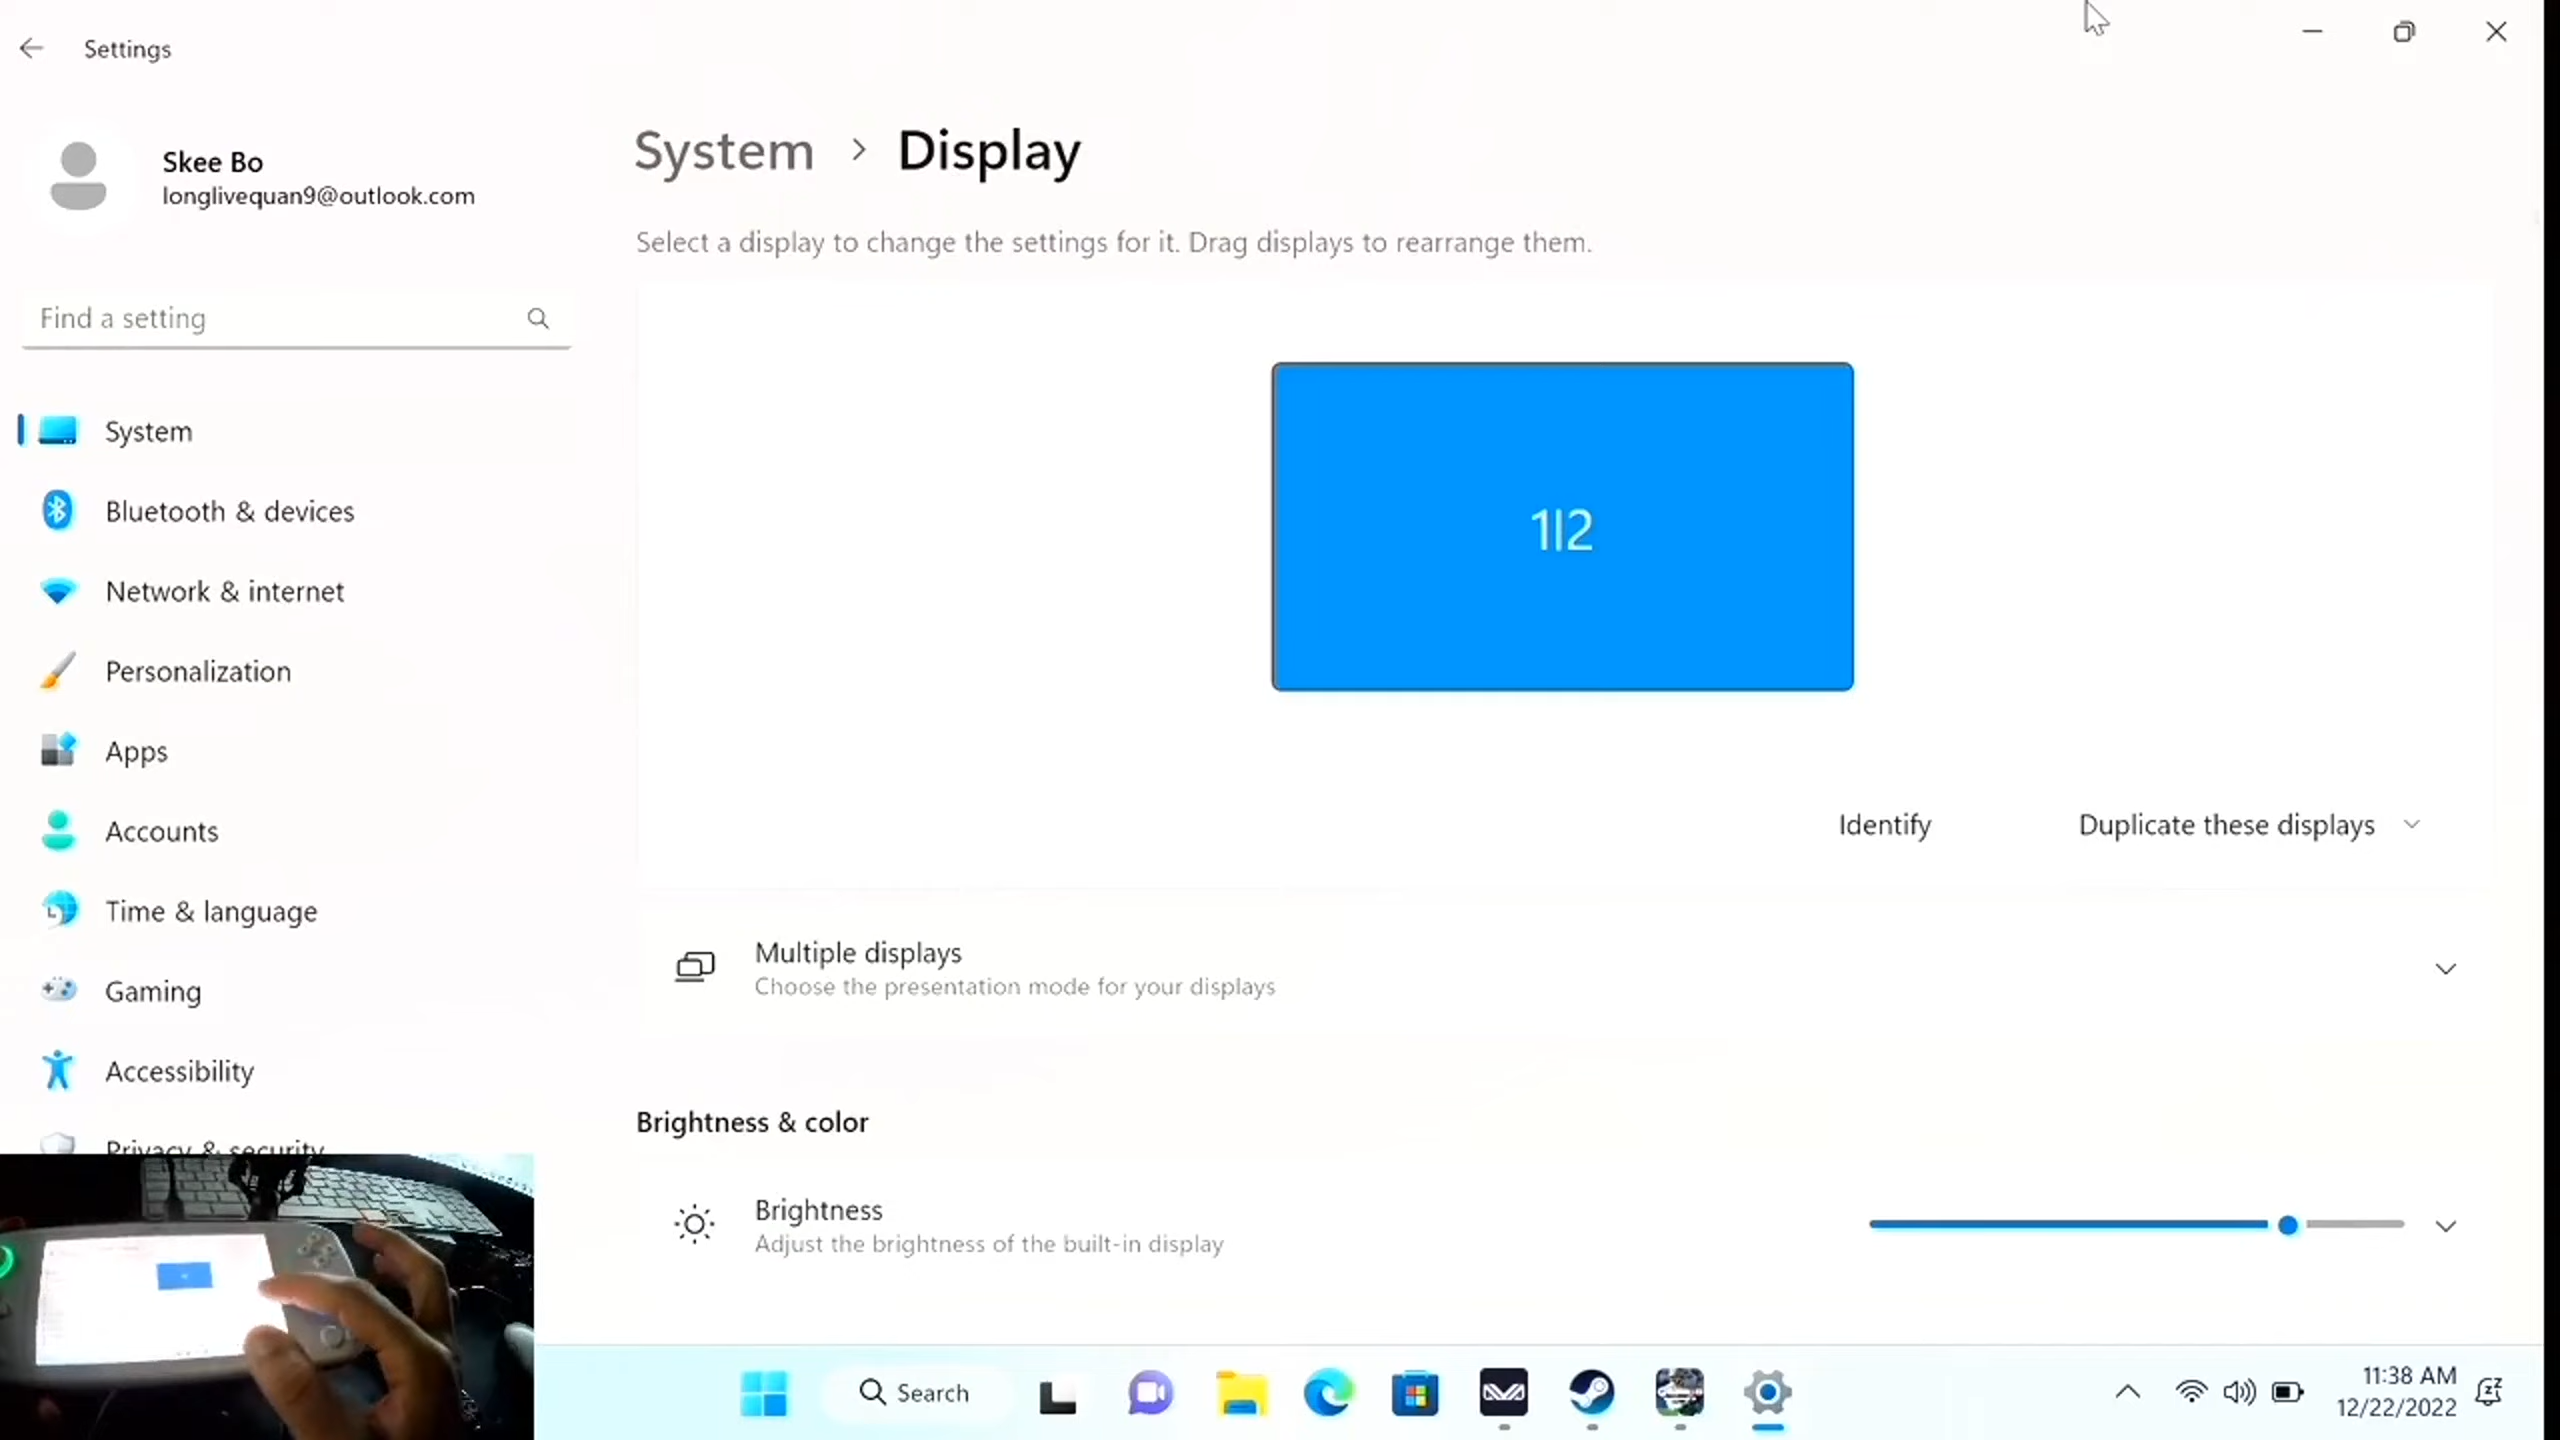 Settings
Skee Bo
longlivequan9@outlook.com
Find a setting
System
Bluetooth & devices
Network & internet
Personalization
Apps
Accounts
Time & language
Gaming
Accessibility
Privacy & security
System > Display
Select a display to change the settings for it. Drag displays to rearrange them.
1|2
Identify
Duplicate these displays
Multiple displays
Choose the presentation mode for your displays
Brightness & color
Brightness
Adjust the brightness of the built-in display
Search
11:38 AM
12/22/2022